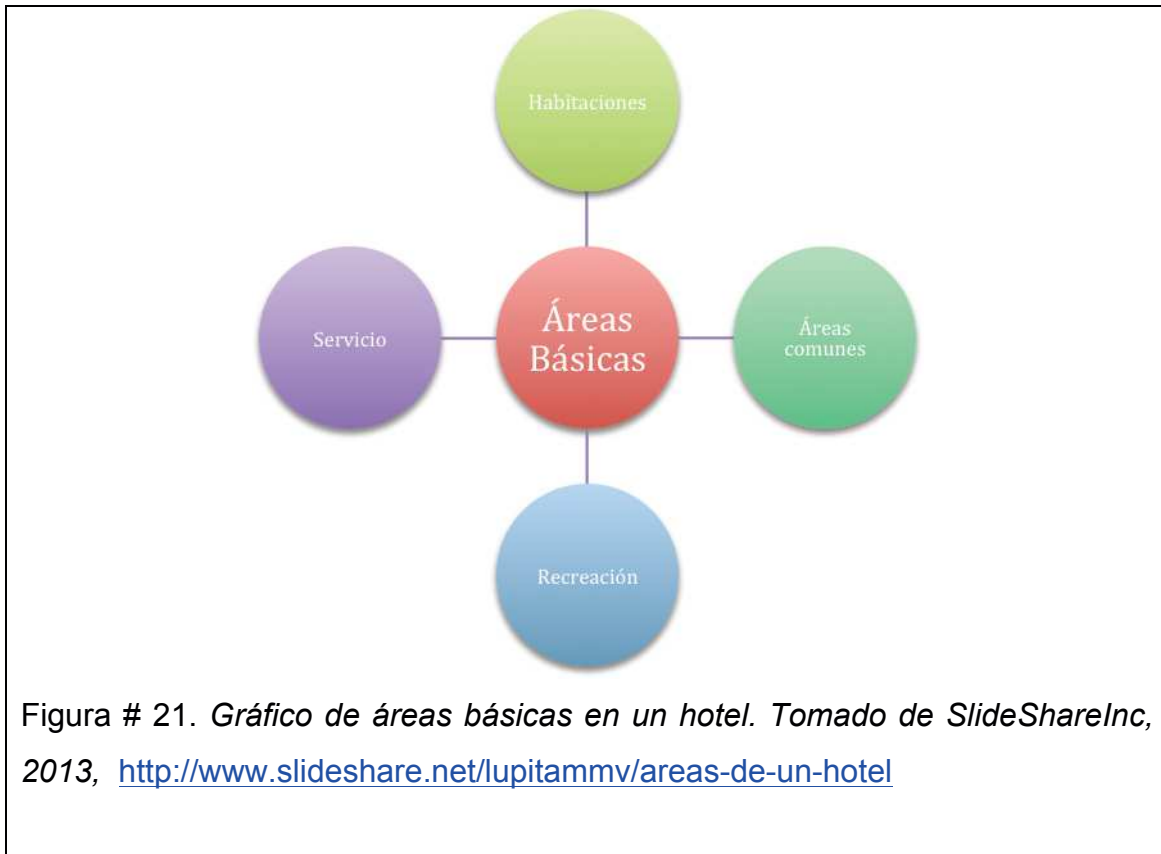 Habitaciones
Servicio
Áreas
Básicas
Áreas
comunes
Recreación
Figura # 21. Gráfico de áreas básicas en un hotel. Tomado de SlideShareInc,
2013, http://www.slideshare.net/lupitammv/areas-de-un-hotel